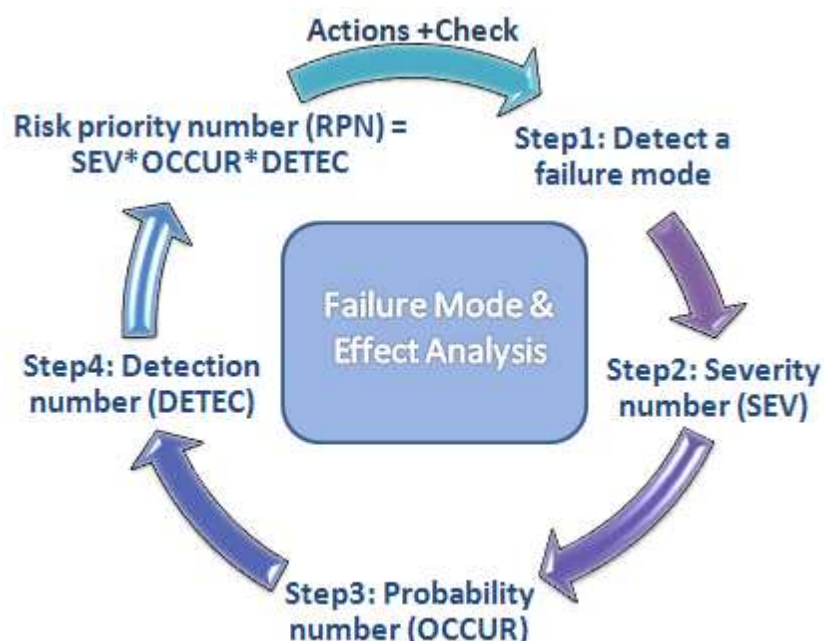 Actions +Check
Risk priority number (RPN) =
SEV*OCCUR*DETEC
Step1: Detect a
failure mode
Failure Mode &
Effect Analysis
Step4: Detection
number (DETEC)
Step2: Severity
number (SEV)
Step3: Probability
number (OCCUR)